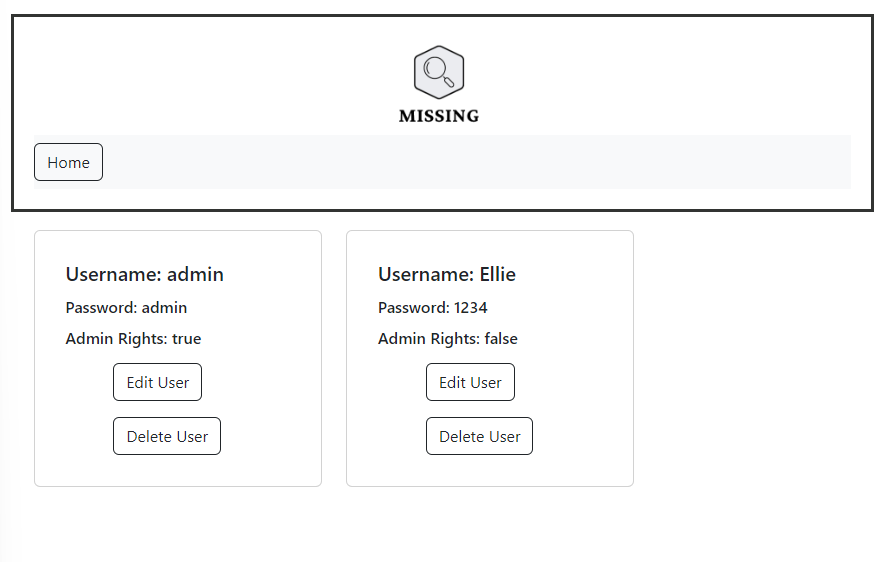 MISSING
Home
Username: admin
Password: admin
Admin Rights: true
Edit User
Delete User
Username: Ellie
Password: 1234
Admin Rights: false
Edit User
Delete User